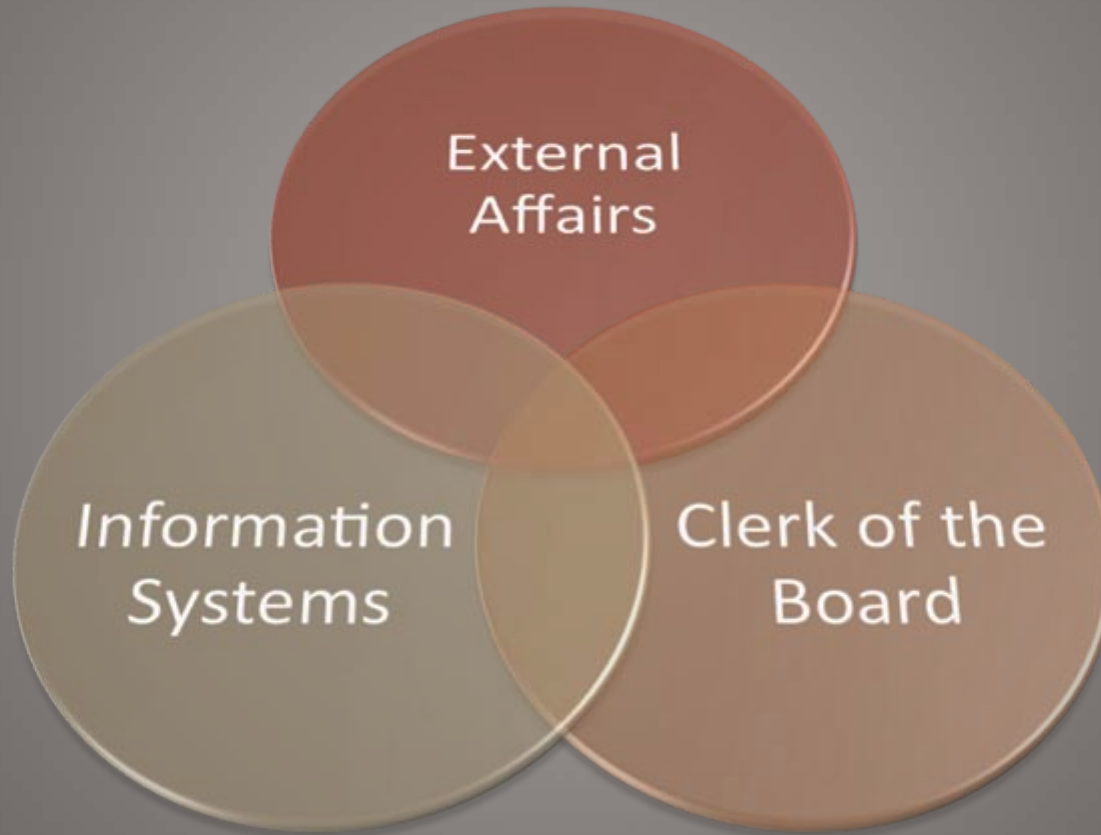 External
Affairs
Information
Systems
Clerk of the
Board